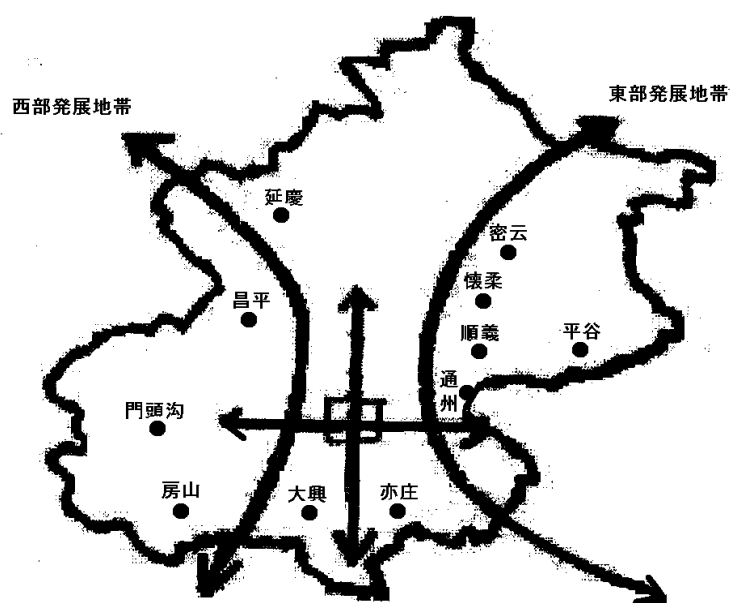 西部発展地帯
東部発展地帯
延慶
密云
懐柔
昌平
順義
平谷
通
州
門頭沟
房山
大興
亦庄